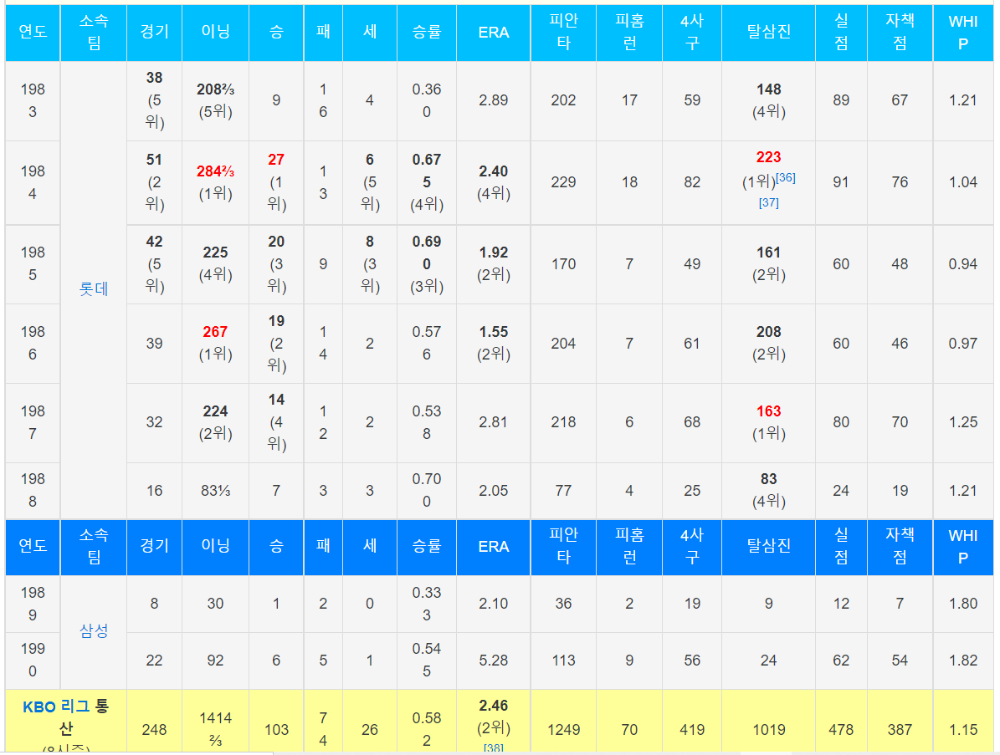 연도 소속팀 경기 이닝 승 패 세 승률 ERA 피안타 피홈런 4사구 탈삼진 실점 자책점 WHIP
1983 롯데 38 (5위) 208⅔ (5위) 9 16 4 0.360 2.89 202 17 59 148 (4위) 89 67 1.21
1984 51 (2위) 284⅔ (1위) 27 (1위) 13 6 (5위) 0.675 (4위) 2.40 (4위) 229 18 82 223 (1위)[36] [37] 91 76 1.04
1985 42 (5위) 225 (4위) 20 (3위) 9 8 (3위) 0.690 (3위) 1.92 (2위) 170 7 49 161 (2위) 60 48 0.94
1986 39 267 (1위) 19 (2위) 14 2 0.576 1.55 (2위) 204 7 61 208 (2위) 60 46 0.97
1987 32 224 (2위) 14 (4위) 12 2 0.538 2.81 218 6 68 163 (1위) 80 70 1.25
1988 16 83⅓ 7 3 3 0.700 2.05 77 4 25 83 (4위) 24 19 1.21
연도 소속팀 경기 이닝 승 패 세 승률 ERA 피안타 피홈런 4사구 탈삼진 실점 자책점 WHIP
1989 삼성 8 30 1 2 0 0.333 2.10 36 2 19 9 12 7 1.80
1990 22 92 6 5 1 0.545 5.28 113 9 56 24 62 54 1.82
KBO 리그 통산 248 1414⅔ 103 74 26 0.582 2.46 (2위) [38] 1249 70 419 1019 478 387 1.15